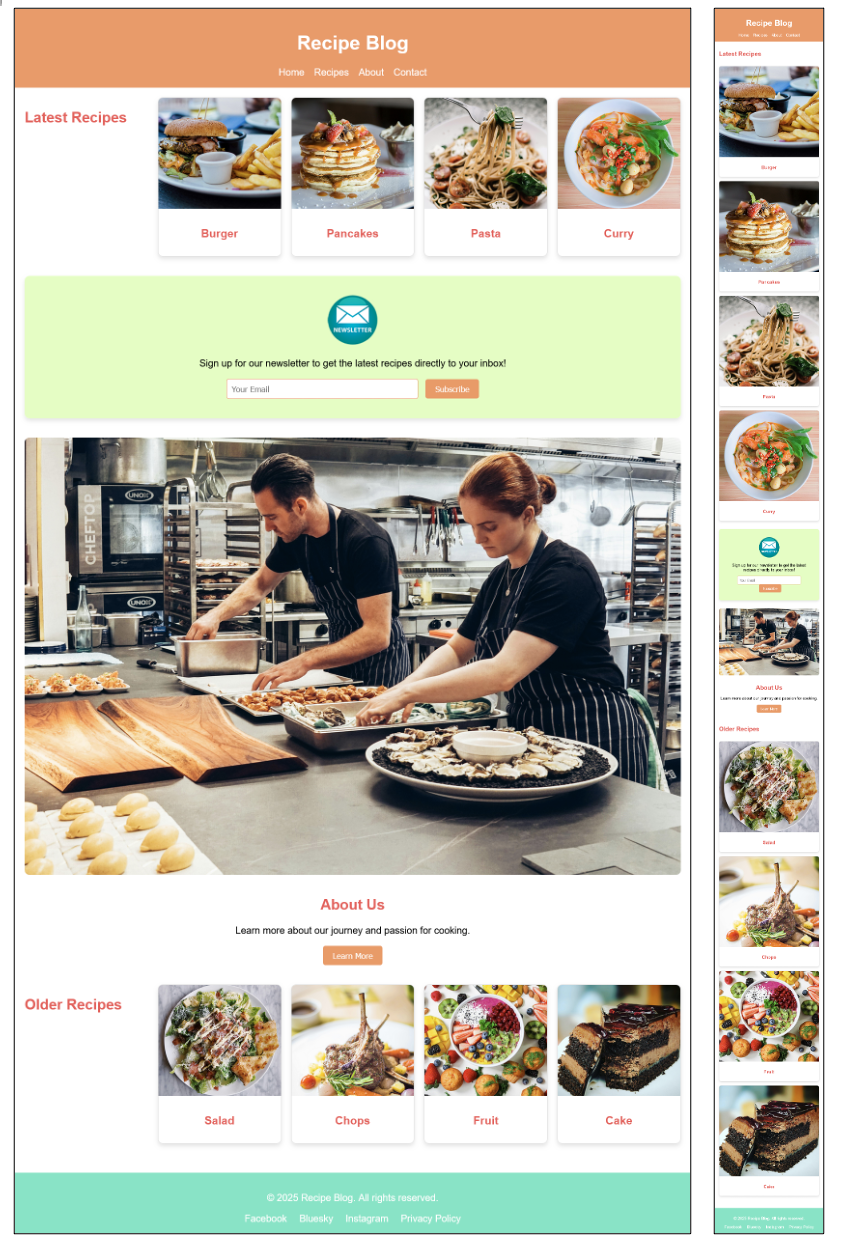 Recipe Blog
Home Recipes About Contact
Latest Recipes
Burger
Pancakes
Pasta
Curry
NEWSLETTER
Sign up for our newsletter to get the latest recipes directly to your inbox!
Your Email
Subscribe
CHEFTOP
UNOX
UNOX
About Us
Learn more about our journey and passion for cooking.
Learn More
Older Recipes
Salad
Chops
Fruit
Cake
© 2025 Recipe Blog. All rights reserved.
Facebook Bluesky Instagram Privacy Policy
Recipe Blog
Home Recipes About Contact
Latest Recipes
Burger
Pancakes
Pasta
Curry
NEWSLETTER
Sign up for our newsletter to get the latest
recipes directly to your inbox!
Your Email
Subscribe
About Us
Learn more about our journey and passion for cooking.
Learn More
Older Recipes
Salad
Chops
Fruit
Cake
© 2025 Recipe Blog. All rights reserved.
Facebook Bluesky Instagram Privacy Policy